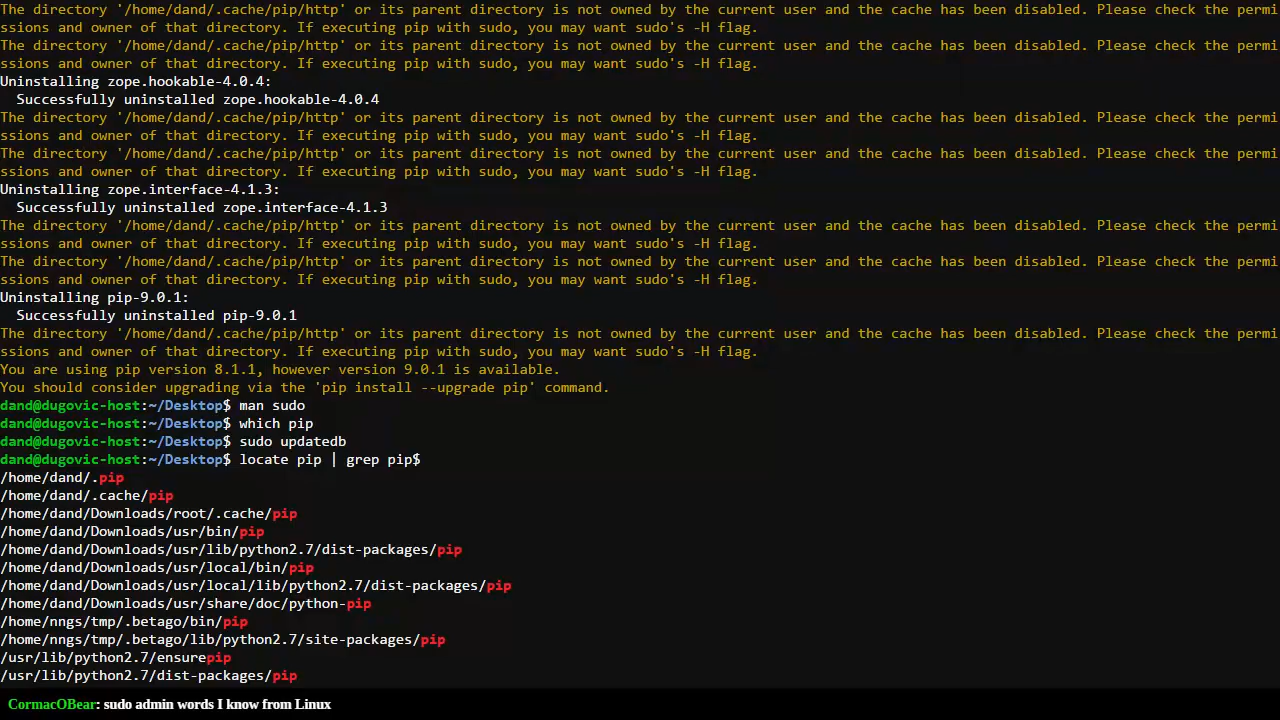 The directory '/home/dand/.cache/pip/http' or its parent directory is not owned by the current user and the cache has been disabled. Please check the permi
ssions and owner of that directory. If executing pip with sudo, you may want sudo's -H flag.
The directory '/home/dand/.cache/pip/http' or its parent directory is not owned by the current user and the cache has been disabled. Please check the permi
ssions and owner of that directory. If executing pip with sudo, you may want sudo's -H flag.
Uninstalling zope.hookable-4.0.4:
  Successfully uninstalled zope.hookable-4.0.4
The directory '/home/dand/.cache/pip/http' or its parent directory is not owned by the current user and the cache has been disabled. Please check the permi
ssions and owner of that directory. If executing pip with sudo, you may want sudo's -H flag.
The directory '/home/dand/.cache/pip/http' or its parent directory is not owned by the current user and the cache has been disabled. Please check the permi
ssions and owner of that directory. If executing pip with sudo, you may want sudo's -H flag.
Uninstalling zope.interface-4.1.3:
  Successfully uninstalled zope.interface-4.1.3
The directory '/home/dand/.cache/pip/http' or its parent directory is not owned by the current user and the cache has been disabled. Please check the permi
ssions and owner of that directory. If executing pip with sudo, you may want sudo's -H flag.
The directory '/home/dand/.cache/pip/http' or its parent directory is not owned by the current user and the cache has been disabled. Please check the permi
ssions and owner of that directory. If executing pip with sudo, you may want sudo's -H flag.
Uninstalling pip-9.0.1:
  Successfully uninstalled pip-9.0.1
The directory '/home/dand/.cache/pip/http' or its parent directory is not owned by the current user and the cache has been disabled. Please check the permi
ssions and owner of that directory. If executing pip with sudo, you may want sudo's -H flag.
You are using pip version 8.1.1, however version 9.0.1 is available.
You should consider upgrading via the 'pip install --upgrade pip' command.
dand@dugovic-host:~/Desktop$ man sudo
dand@dugovic-host:~/Desktop$ which pip
dand@dugovic-host:~/Desktop$ sudo updatedb
dand@dugovic-host:~/Desktop$ locate pip | grep pip$
/home/dand/.pip
/home/dand/.cache/pip
/home/dand/Downloads/root/.cache/pip
/home/dand/Downloads/usr/bin/pip
/home/dand/Downloads/usr/lib/python2.7/dist-packages/pip
/home/dand/Downloads/usr/local/bin/pip
/home/dand/Downloads/usr/local/lib/python2.7/dist-packages/pip
/home/dand/Downloads/usr/share/doc/python-pip
/home/nngs/tmp/.betago/bin/pip
/home/nngs/tmp/.betago/lib/python2.7/site-packages/pip
/usr/lib/python2.7/ensurepip
/usr/lib/python2.7/dist-packages/pip
CormacOBear: sudo admin words I know from Linux